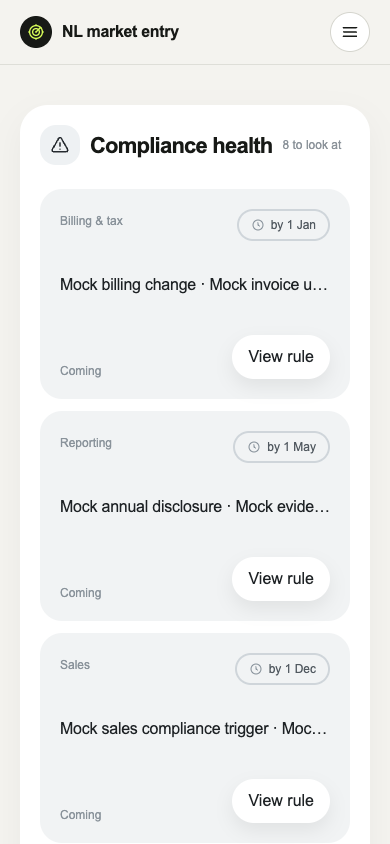 NL market entry
Compliance health 8 to look at
Billing & tax
by 1 Jan
Mock billing change · Mock invoice u…
Coming
View rule
Reporting
by 1 May
Mock annual disclosure · Mock evide…
Coming
View rule
Sales
by 1 Dec
Mock sales compliance trigger · Moc…
Coming
View rule